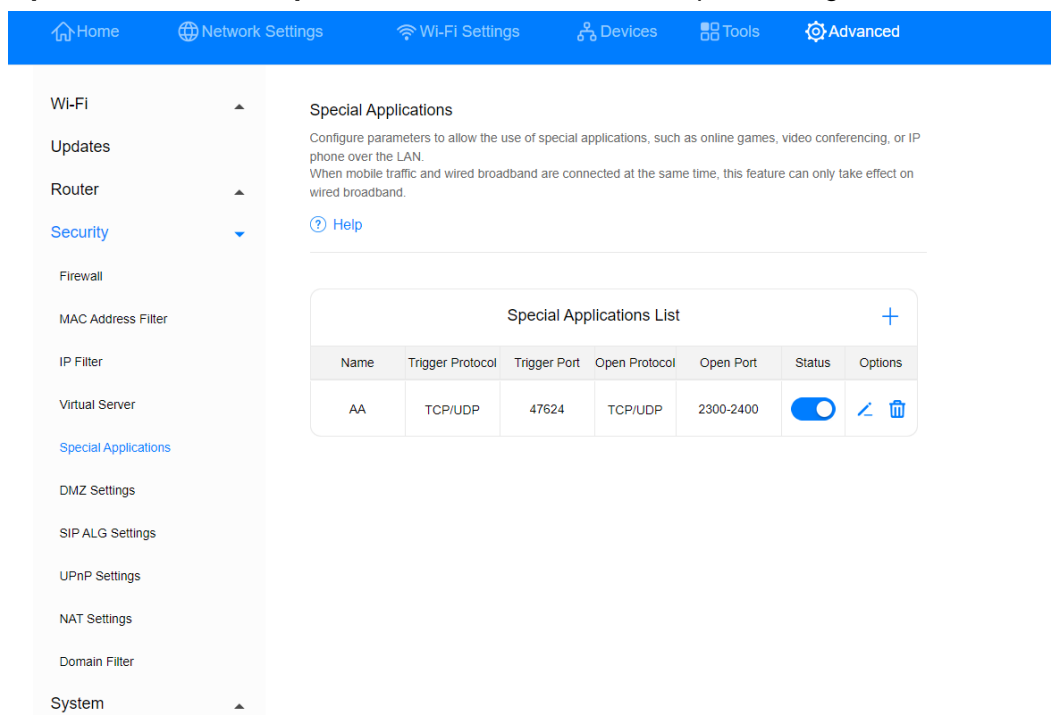 Home Network Settings Wi-Fi Settings Devices Tools Advanced
Wi-Fi
Updates
Router
Security
Firewall
MAC Address Filter
IP Filter
Virtual Server
Special Applications
DMZ Settings
SIP ALG Settings
UPnP Settings
NAT Settings
Domain Filter
System
Special Applications
Configure parameters to allow the use of special applications, such as online games, video conferencing, or IP
phone over the LAN.
When mobile traffic and wired broadband are connected at the same time, this feature can only take effect on
wired broadband.
? Help
Special Applications List
Name Trigger Protocol Trigger Port Open Protocol Open Port Status Options
AA TCP/UDP 47624 TCP/UDP 2300-2400